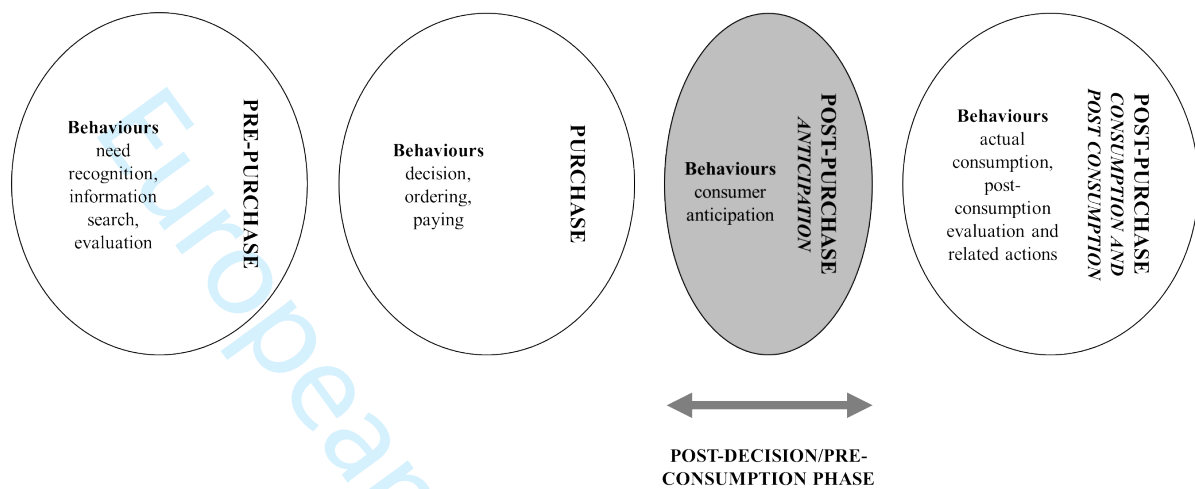 Behaviours
need
recognition,
information
search,
evaluation
PRE-PURCHASE
Behaviours
decision,
ordering,
paying
PURCHASE
Behaviours
consumer
anticipation
POST-PURCHASE
ANTICIPATION
Behaviours
actual
consumption,
post-
consumption
evaluation and
related actions
POST-PURCHASE
CONSUMPTION AND
POST CONSUMPTION
POST-DECISION/PRE-
CONSUMPTION PHASE
European